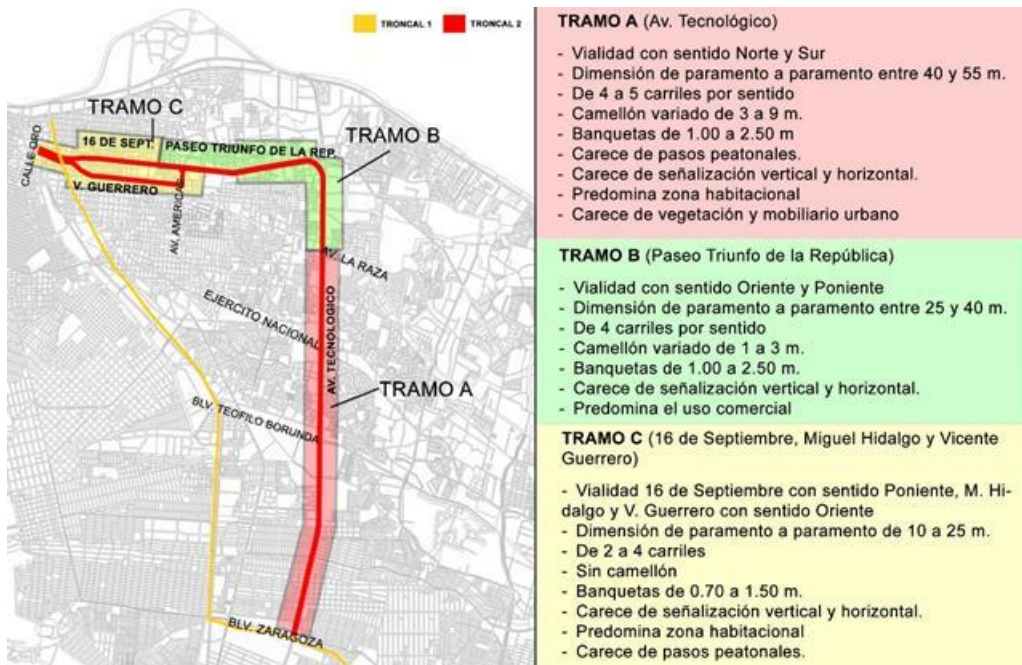 TRONCAL 1
TRONCAL 2
TRAMO C
TRAMO B
16 DE SEPT.
PASEO TRIUNFO DE LA REP.
CALLE ORO
V. GUERRERO
AV. AMERICAS
AV. LA RAZA
EJERCITO NACIONAL
AV. TECNOLOGICO
TRAMO A
BLV. TEOFILO BORUNDA
BLV. ZARAGOZA
TRAMO A (Av. Tecnológico)
- Vialidad con sentido Norte y Sur
- Dimensión de paramento a paramento entre 40 y 55 m.
- De 4 a 5 carriles por sentido
- Camellón variado de 3 a 9 m.
- Banquetas de 1.00 a 2.50 m
- Carece de pasos peatonales.
- Carece de señalización vertical y horizontal.
- Predomina zona habitacional
- Carece de vegetación y mobiliario urbano
TRAMO B (Paseo Triunfo de la República)
- Vialidad con sentido Oriente y Poniente
- Dimensión de paramento a paramento entre 25 y 40 m.
- De 4 carriles por sentido
- Camellón variado de 1 a 3 m.
- Banquetas de 1.00 a 2.50 m.
- Carece de señalización vertical y horizontal.
- Predomina el uso comercial
TRAMO C (16 de Septiembre, Miguel Hidalgo y Vicente
Guerrero)
- Vialidad 16 de Septiembre con sentido Poniente, M. Hi-
dalgo y V. Guerrero con sentido Oriente
- Dimensión de paramento a paramento de 10 a 25 m.
- De 2 a 4 carriles
- Sin camellón
- Banquetas de 0.70 a 1.50 m.
- Carece de señalización vertical y horizontal.
- Predomina zona habitacional
- Carece de pasos peatonales.